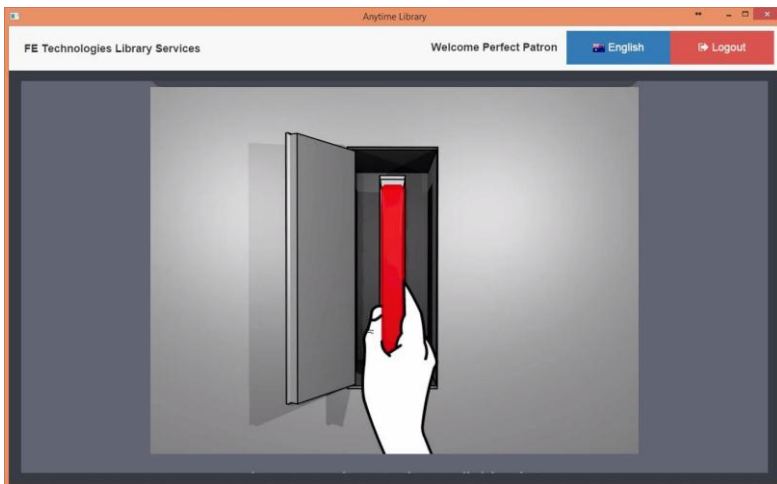 Anytime Library
FE Technologies Library Services
Welcome Perfect Patron
English
Logout